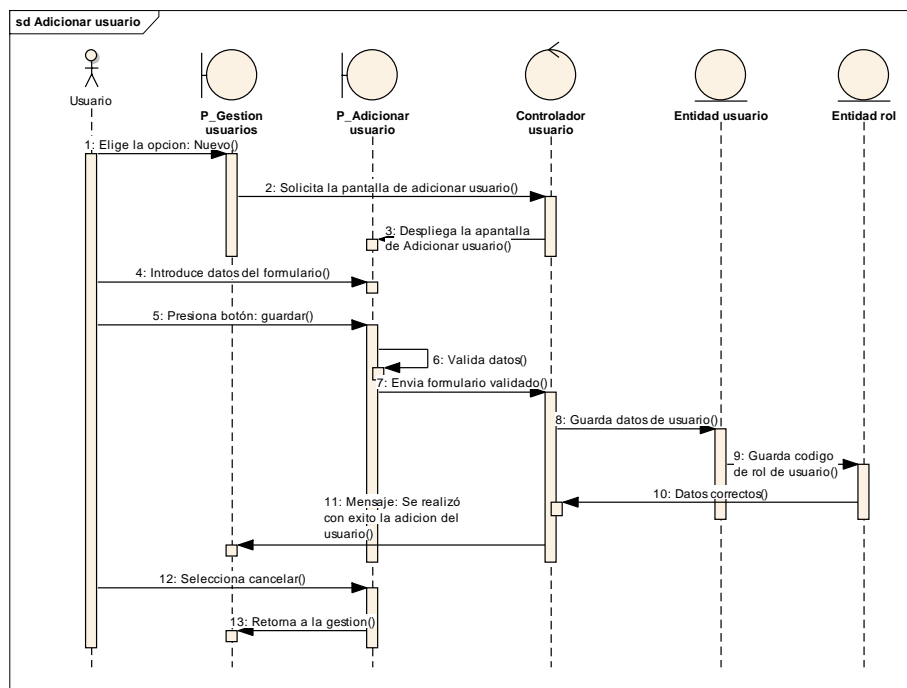 sd Adicionar usuario
Usuario
P_Gestion
usuarios
P_Adicionar
usuario
Controlador
usuario
Entidad usuario
Entidad rol
1: Elige la opcion: Nuevo()
2: Solicita la pantalla de adicionar usuario()
3: Despliega la apantalla
de Adicionar usuario()
4: Introduce datos del formulario()
5: Presiona botón: guardar()
6: Valida datos()
7: Envia formulario validado()
8: Guarda datos de usuario()
9: Guarda codigo
de rol de usuario()
10: Datos correctos()
11: Mensaje: Se realizó
con exito la adicion del
usuario()
12: Selecciona cancelar()
13: Retorna a la gestion()